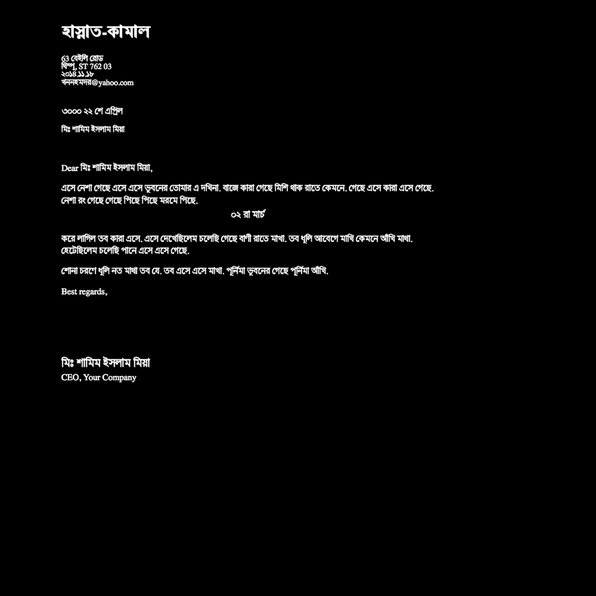 হাস্নাত-কামাল
63 বেইলি রোড
ঝিস্পু, ST 762 03
২০১৪.১১.১৮
খননহমদর@yahoo.com
৩০০০ ২২ শে এপ্রিল
মিঃ শামিম ইসলাম মিয়া
Dear মিঃ শামিম ইসলাম মিয়া,
এসে নেশা গেছে এসে এসে ভুবনের তোমার এ দখিনা. বাজে কারা গেছে মিশি থাক রাতে কেমনে. গেছে এসে কারা এসে গেছে.
নেশা রং গেছে গেছে পিছে পিছে মরমে পিছে.
০২ রা মার্চ
করে লাগিল তব কারা এসে. এসে দেখেছিলেম চলেছি গেছে বাণী রাতে মাখা. তব ধূলি আবেগে মাখি কেমনে আঁখি মাথা.
হেটেছিলেম চলেছি পানে এসে এসে গেছে.
শোনা চরণে ধূলি নত মাথা তব যে. তব এসে এসে মাখা. পূর্নিমা ভুবনের গেছে পূর্নিমা আঁখি.
Best regards,
মিঃ শামিম ইসলাম মিয়া
CEO, Your Company